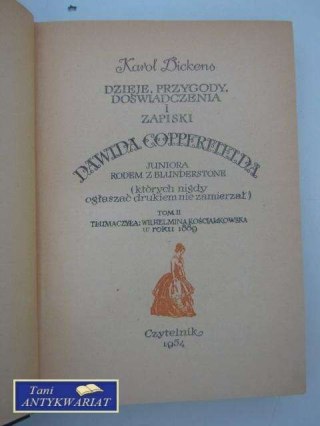 Karol Dickens
DZIEJE, PRZYGODY,
DOŚWIADCZENIA
I
ZAPISKI
DAWIDA COPPERFIELDA
JUNIORA
RODEM Z BLUNDERSTONE
(których nigdy
ogłaszać drukiem nie zamierzał)
TOM II
TŁUMACZYŁA: WILHELMINA KOŚCIAŁKOWSKA
w roku 1889
Czytelnik
1954
Tani
ANTYKWARIAT